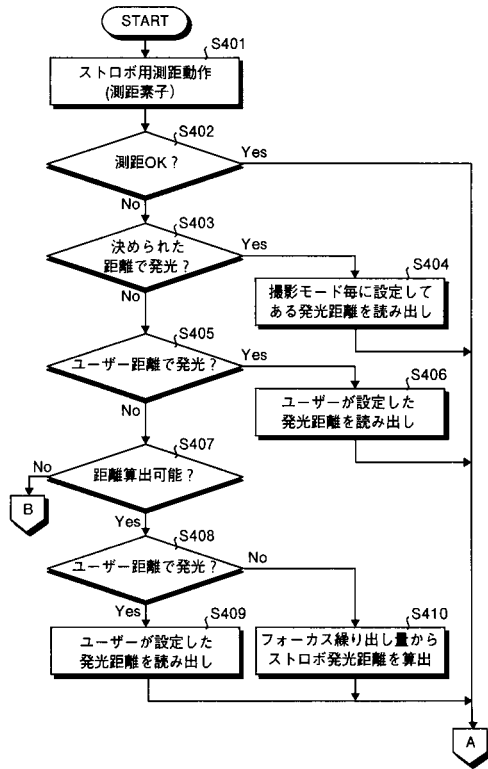 START
S401
ストロボ用測距動作
(測距素子)
S402
測距OK？
Yes
No
S403
決められた
距離で発光？
Yes
No
S404
撮影モード毎に設定して
ある発光距離を読み出し
S405
ユーザー距離で発光？
Yes
No
S406
ユーザーが設定した
発光距離を読み出し
S407
距離算出可能？
No
B
Yes
S408
ユーザー距離で発光？
No
Yes
S409
ユーザーが設定した
発光距離を読み出し
S410
フォーカス繰り出し量から
ストロボ発光距離を算出
A